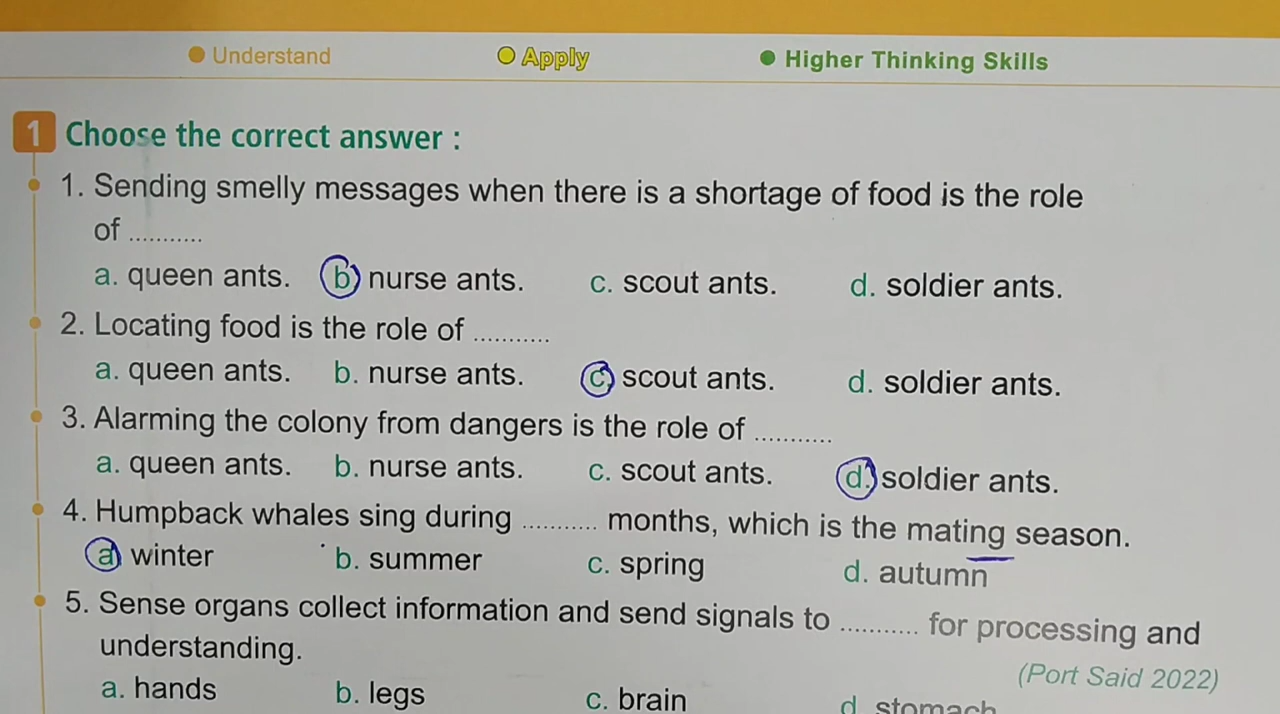 Understand Apply Higher Thinking Skills
1 Choose the correct answer :
1. Sending smelly messages when there is a shortage of food is the role
of ...........
a. queen ants. b. nurse ants. c. scout ants. d. soldier ants.
2. Locating food is the role of ...........
a. queen ants. b. nurse ants. c. scout ants. d. soldier ants.
3. Alarming the colony from dangers is the role of ...........
a. queen ants. b. nurse ants. c. scout ants. d. soldier ants.
4. Humpback whales sing during ........... months, which is the mating season.
a. winter b. summer c. spring d. autumn
5. Sense organs collect information and send signals to ........... for processing and
understanding.
(Port Said 2022)
a. hands b. legs c. brain d. stomach